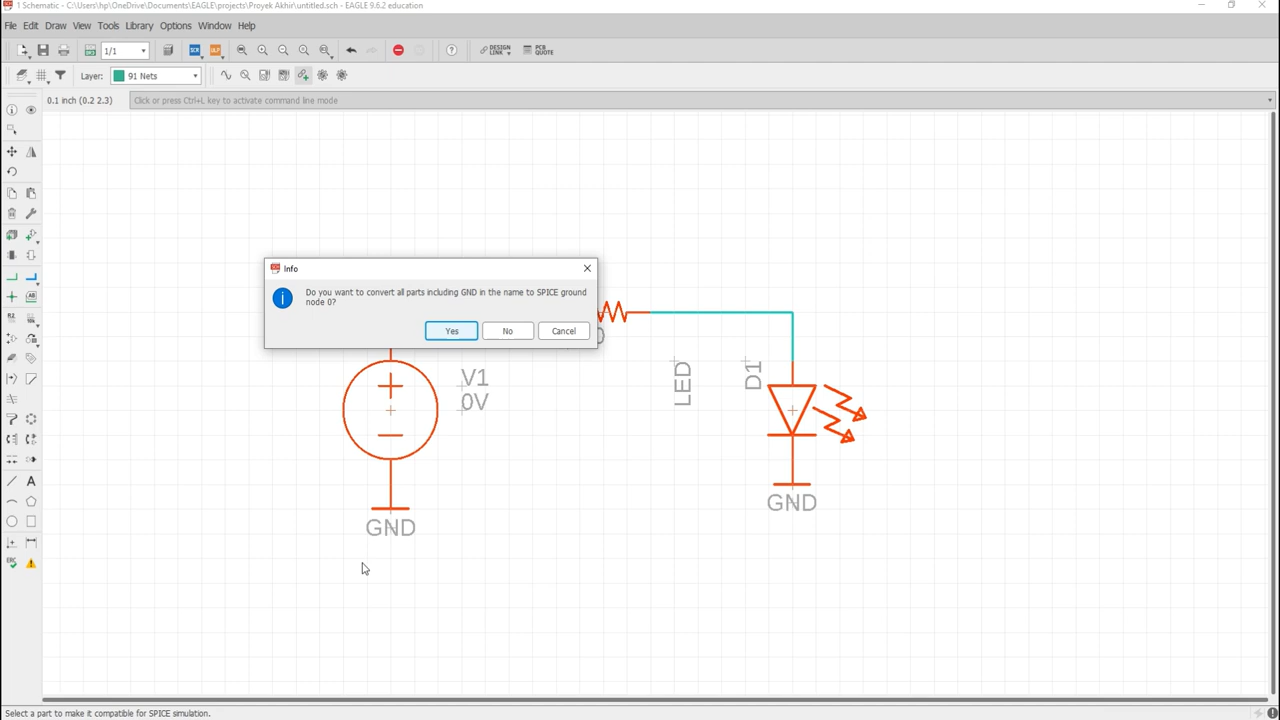 1 Schematic - C:\Users\hp\OneDrive\Documents\EAGLE\projects\Proyek Akhir\untitled.sch - EAGLE 9.6.2 education
File Edit Draw View Tools Library Options Window Help
SCR ULP 1/1 DESIGN LINK PCB QUOTE
Layer: 91 Nets
0.1 inch (0.2 2.3) Click or press Ctrl+L key to activate command line mode
Info
Do you want to convert all parts including GND in the name to SPICE ground
node 0?
Yes No Cancel
V1
0V
GND
LED
D1
GND
ERC
Select a part to make it compatible for SPICE simulation.